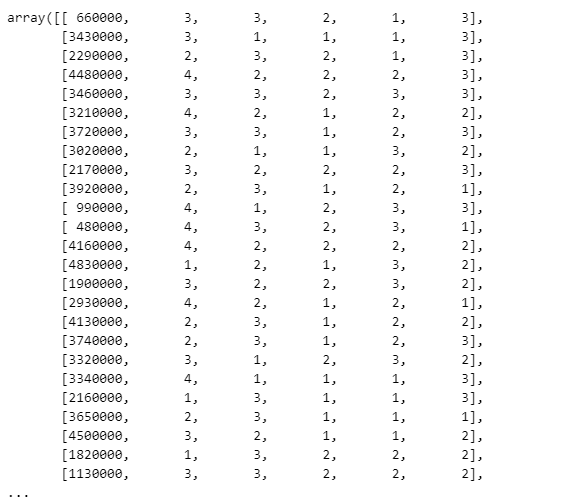 array([[ 660000,       3,       3,       2,       1,       3],
       [3430000,       3,       1,       1,       1,       3],
       [2290000,       2,       3,       2,       1,       3],
       [4480000,       4,       2,       2,       2,       3],
       [3460000,       3,       3,       2,       3,       3],
       [3210000,       4,       2,       1,       2,       2],
       [3720000,       3,       3,       1,       2,       3],
       [3020000,       2,       1,       1,       3,       2],
       [2170000,       3,       2,       2,       2,       3],
       [3920000,       2,       3,       1,       2,       1],
       [ 990000,       4,       1,       2,       3,       3],
       [ 480000,       4,       3,       2,       3,       1],
       [4160000,       4,       2,       2,       2,       2],
       [4830000,       1,       2,       1,       3,       2],
       [1900000,       3,       2,       2,       3,       2],
       [2930000,       4,       2,       1,       2,       1],
       [4130000,       2,       3,       1,       2,       2],
       [3740000,       2,       3,       1,       2,       3],
       [3320000,       3,       1,       2,       3,       2],
       [3340000,       4,       1,       1,       1,       3],
       [2160000,       1,       3,       1,       1,       3],
       [3650000,       2,       3,       1,       1,       1],
       [4500000,       3,       2,       1,       1,       2],
       [1820000,       1,       3,       2,       2,       2],
       [1130000,       3,       3,       2,       2,       2],
...